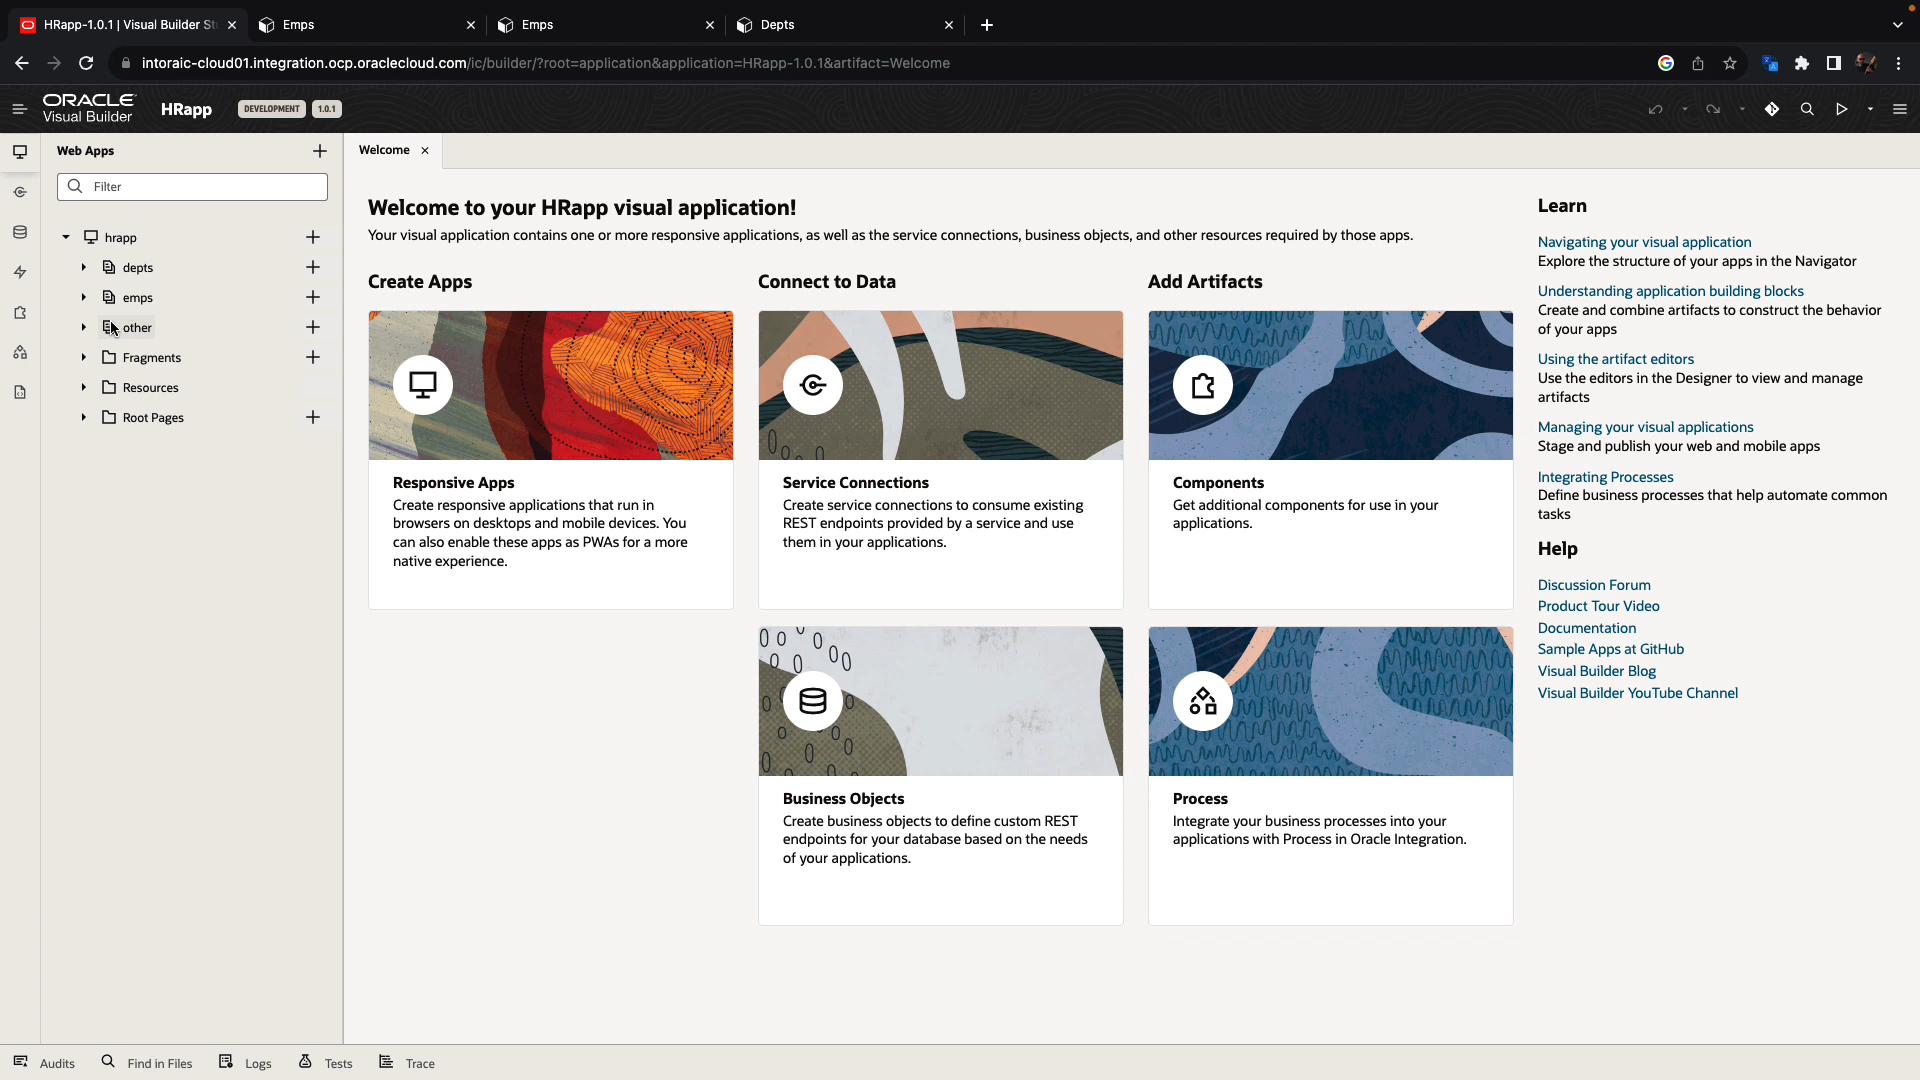 HRapp-1.0.1 | Visual Builder St
Emps
Emps
Depts
intoraic-cloud01.integration.ocp.oraclecloud.com/ic/builder/?root=application&application=HRapp-1.0.1&artifact=Welcome
ORACLE
Visual Builder
HRapp
DEVELOPMENT
1.0.1
Web Apps
Filter
hrapp
depts
emps
other
Fragments
Resources
Root Pages
Welcome
Welcome to your HRapp visual application!
Your visual application contains one or more responsive applications, as well as the service connections, business objects, and other resources required by those apps.
Create Apps
Responsive Apps
Create responsive applications that run in
browsers on desktops and mobile devices. You
can also enable these apps as PWAs for a more
native experience.
Connect to Data
Service Connections
Create service connections to consume existing
REST endpoints provided by a service and use
them in your applications.
Business Objects
Create business objects to define custom REST
endpoints for your database based on the needs
of your applications.
Add Artifacts
Components
Get additional components for use in your
applications.
Process
Integrate your business processes into your
applications with Process in Oracle Integration.
Learn
Navigating your visual application
Explore the structure of your apps in the Navigator
Understanding application building blocks
Create and combine artifacts to construct the behavior
of your apps
Using the artifact editors
Use the editors in the Designer to view and manage
artifacts
Managing your visual applications
Stage and publish your web and mobile apps
Integrating Processes
Define business processes that help automate common
tasks
Help
Discussion Forum
Product Tour Video
Documentation
Sample Apps at GitHub
Visual Builder Blog
Visual Builder YouTube Channel
Audits
Find in Files
Logs
Tests
Trace